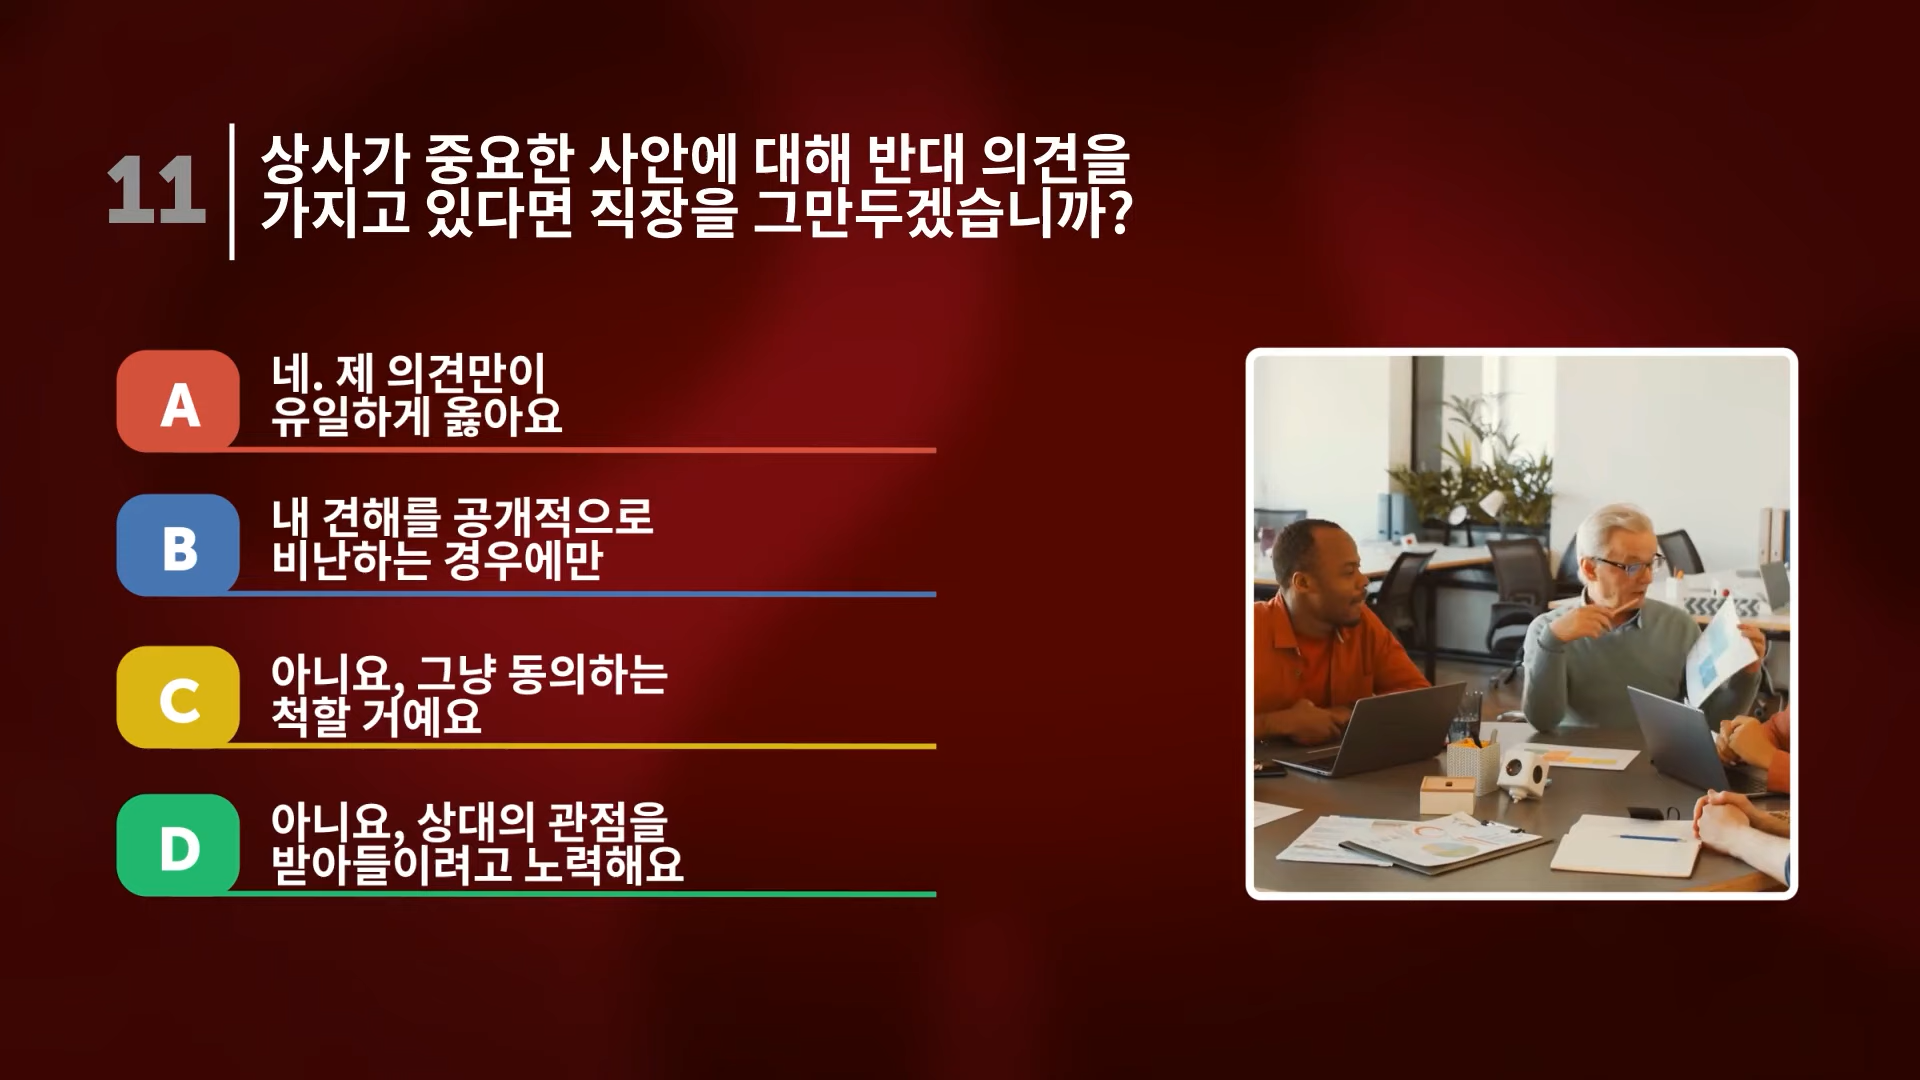 11
상사가 중요한 사안에 대해 반대 의견을
가지고 있다면 직장을 그만두겠습니까?
A
네. 제 의견만이
유일하게 옳아요
B
내 견해를 공개적으로
비난하는 경우에만
C
아니요, 그냥 동의하는
척할 거예요
D
아니요, 상대의 관점을
받아들이려고 노력해요